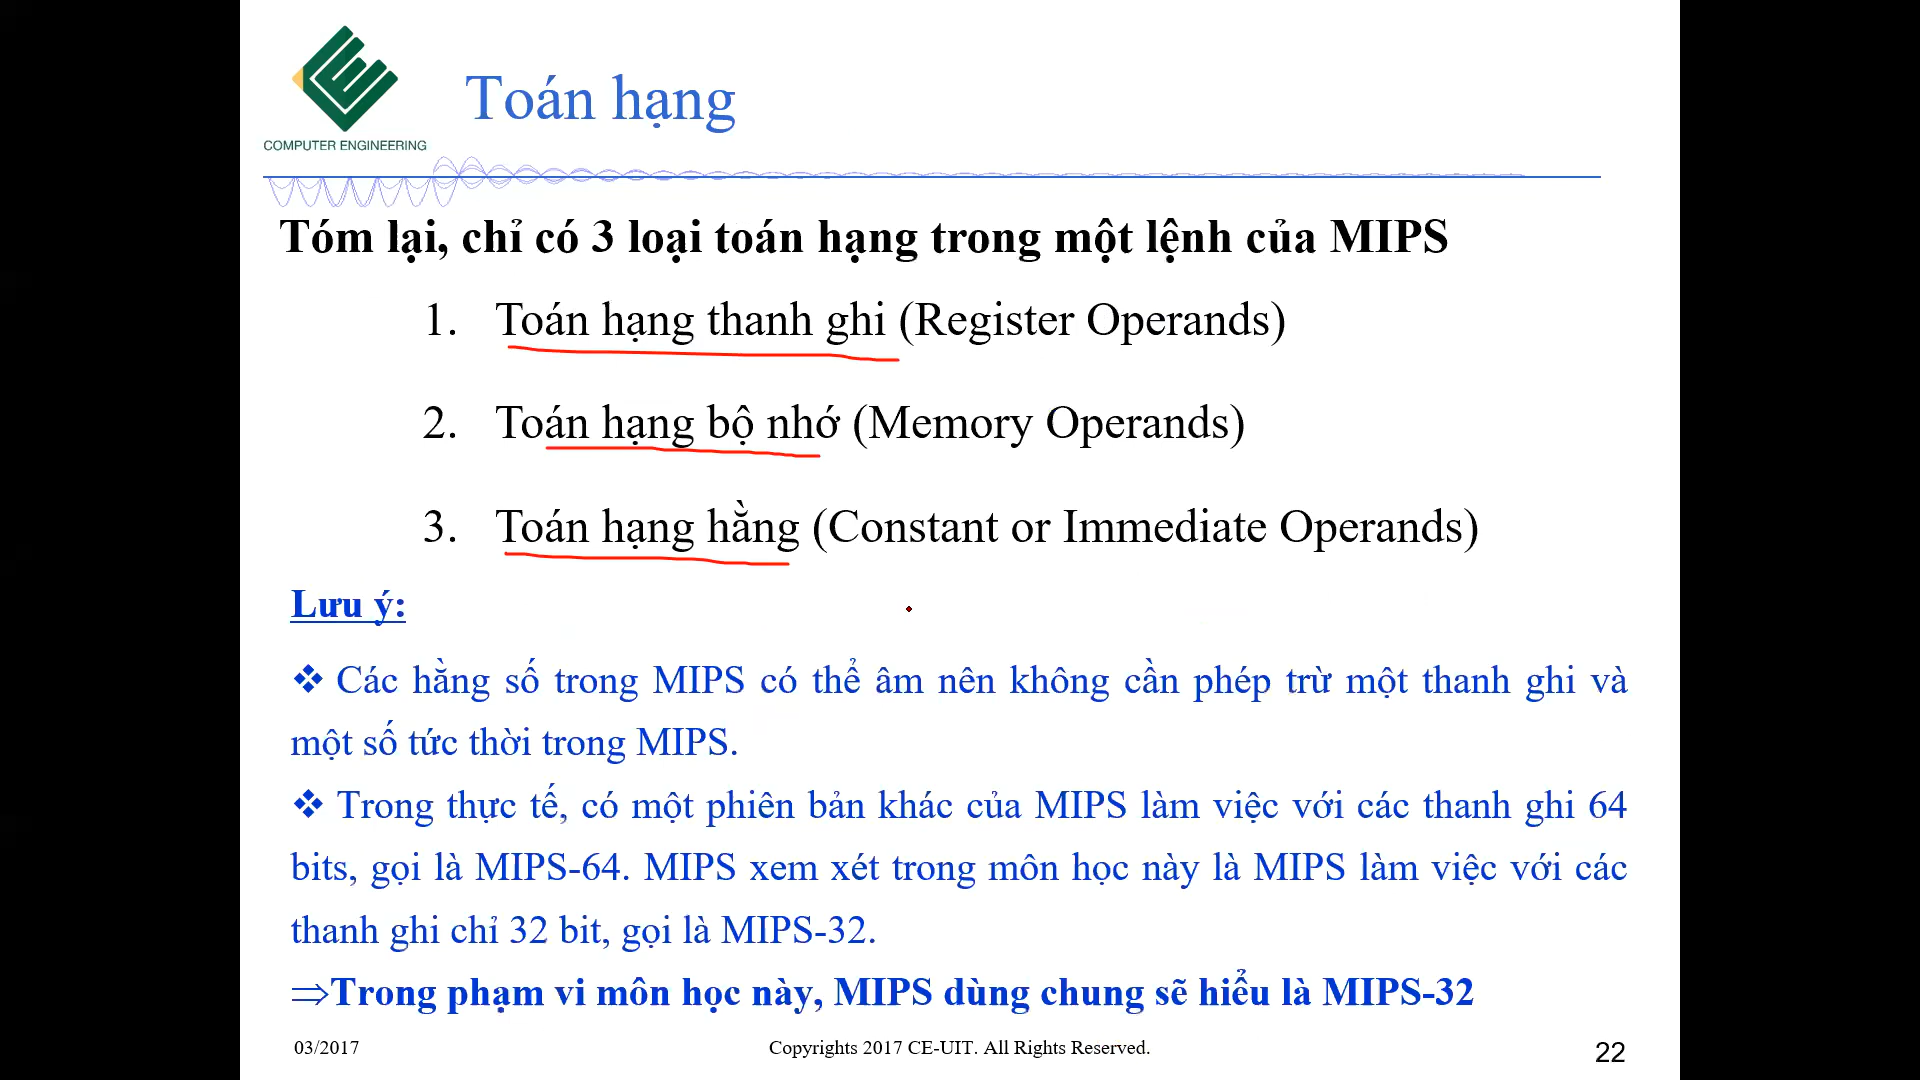 COMPUTER ENGINEERING
Toán hạng
Tóm lại, chỉ có 3 loại toán hạng trong một lệnh của MIPS
1. Toán hạng thanh ghi (Register Operands)
2. Toán hạng bộ nhớ (Memory Operands)
3. Toán hạng hằng (Constant or Immediate Operands)
Lưu ý:
❖ Các hằng số trong MIPS có thể âm nên không cần phép trừ một thanh ghi và
một số tức thời trong MIPS.
❖ Trong thực tế, có một phiên bản khác của MIPS làm việc với các thanh ghi 64
bits, gọi là MIPS-64. MIPS xem xét trong môn học này là MIPS làm việc với các
thanh ghi chỉ 32 bit, gọi là MIPS-32.
⇒Trong phạm vi môn học này, MIPS dùng chung sẽ hiểu là MIPS-32
03/2017
Copyrights 2017 CE-UIT. All Rights Reserved.
22